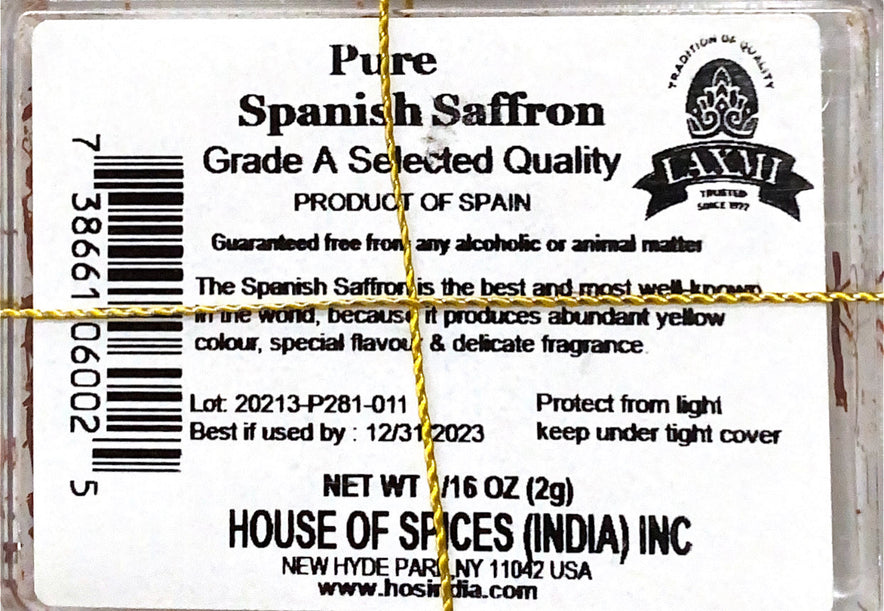 Pure
Spanish Saffron
Grade A Selected Quality
PRODUCT OF SPAIN
Guaranteed free from any alcoholic or animal matter
The Spanish Saffron is the best and most well-known
in the world, because it produces abundant yellow
colour, special flavour & delicate fragrance.
Lot: 20213-P281-011
Best if used by : 12/31/2023
Protect from light
keep under tight cover
NET WT /16 OZ (2g)
HOUSE OF SPICES (INDIA) INC
NEW HYDE PARK, NY 11042 USA
www.hosindia.com
TRADITION OF QUALITY
LAXMI
TRUSTED
SINCE 1972
7 38661 06002 5